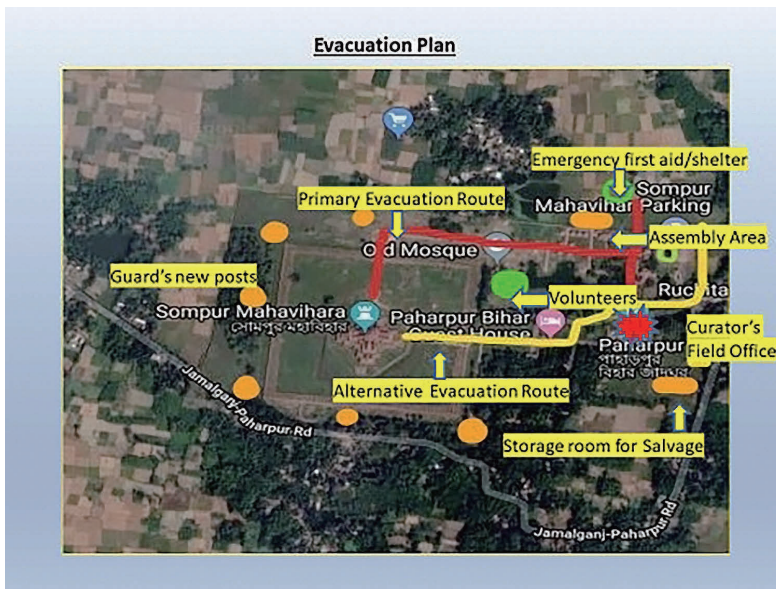 Evacuation Plan
Emergency first aid/shelter
Sompur
Mahavihar Parking
Primary Evacuation Route
Assembly Area
Old Mosque
Guard's new posts
Volunteers
Ruchita
Sompur Mahavihara
সোমপুর মহাবিহার
Paharpur Bihar
Guest House
Paharpur
পাহাড়পুর
বিহার জাদুঘর
Curator's
Field Office
Alternative Evacuation Route
Jamalganj-Paharpur Rd
Storage room for Salvage
Jamalganj-Paharpur Rd